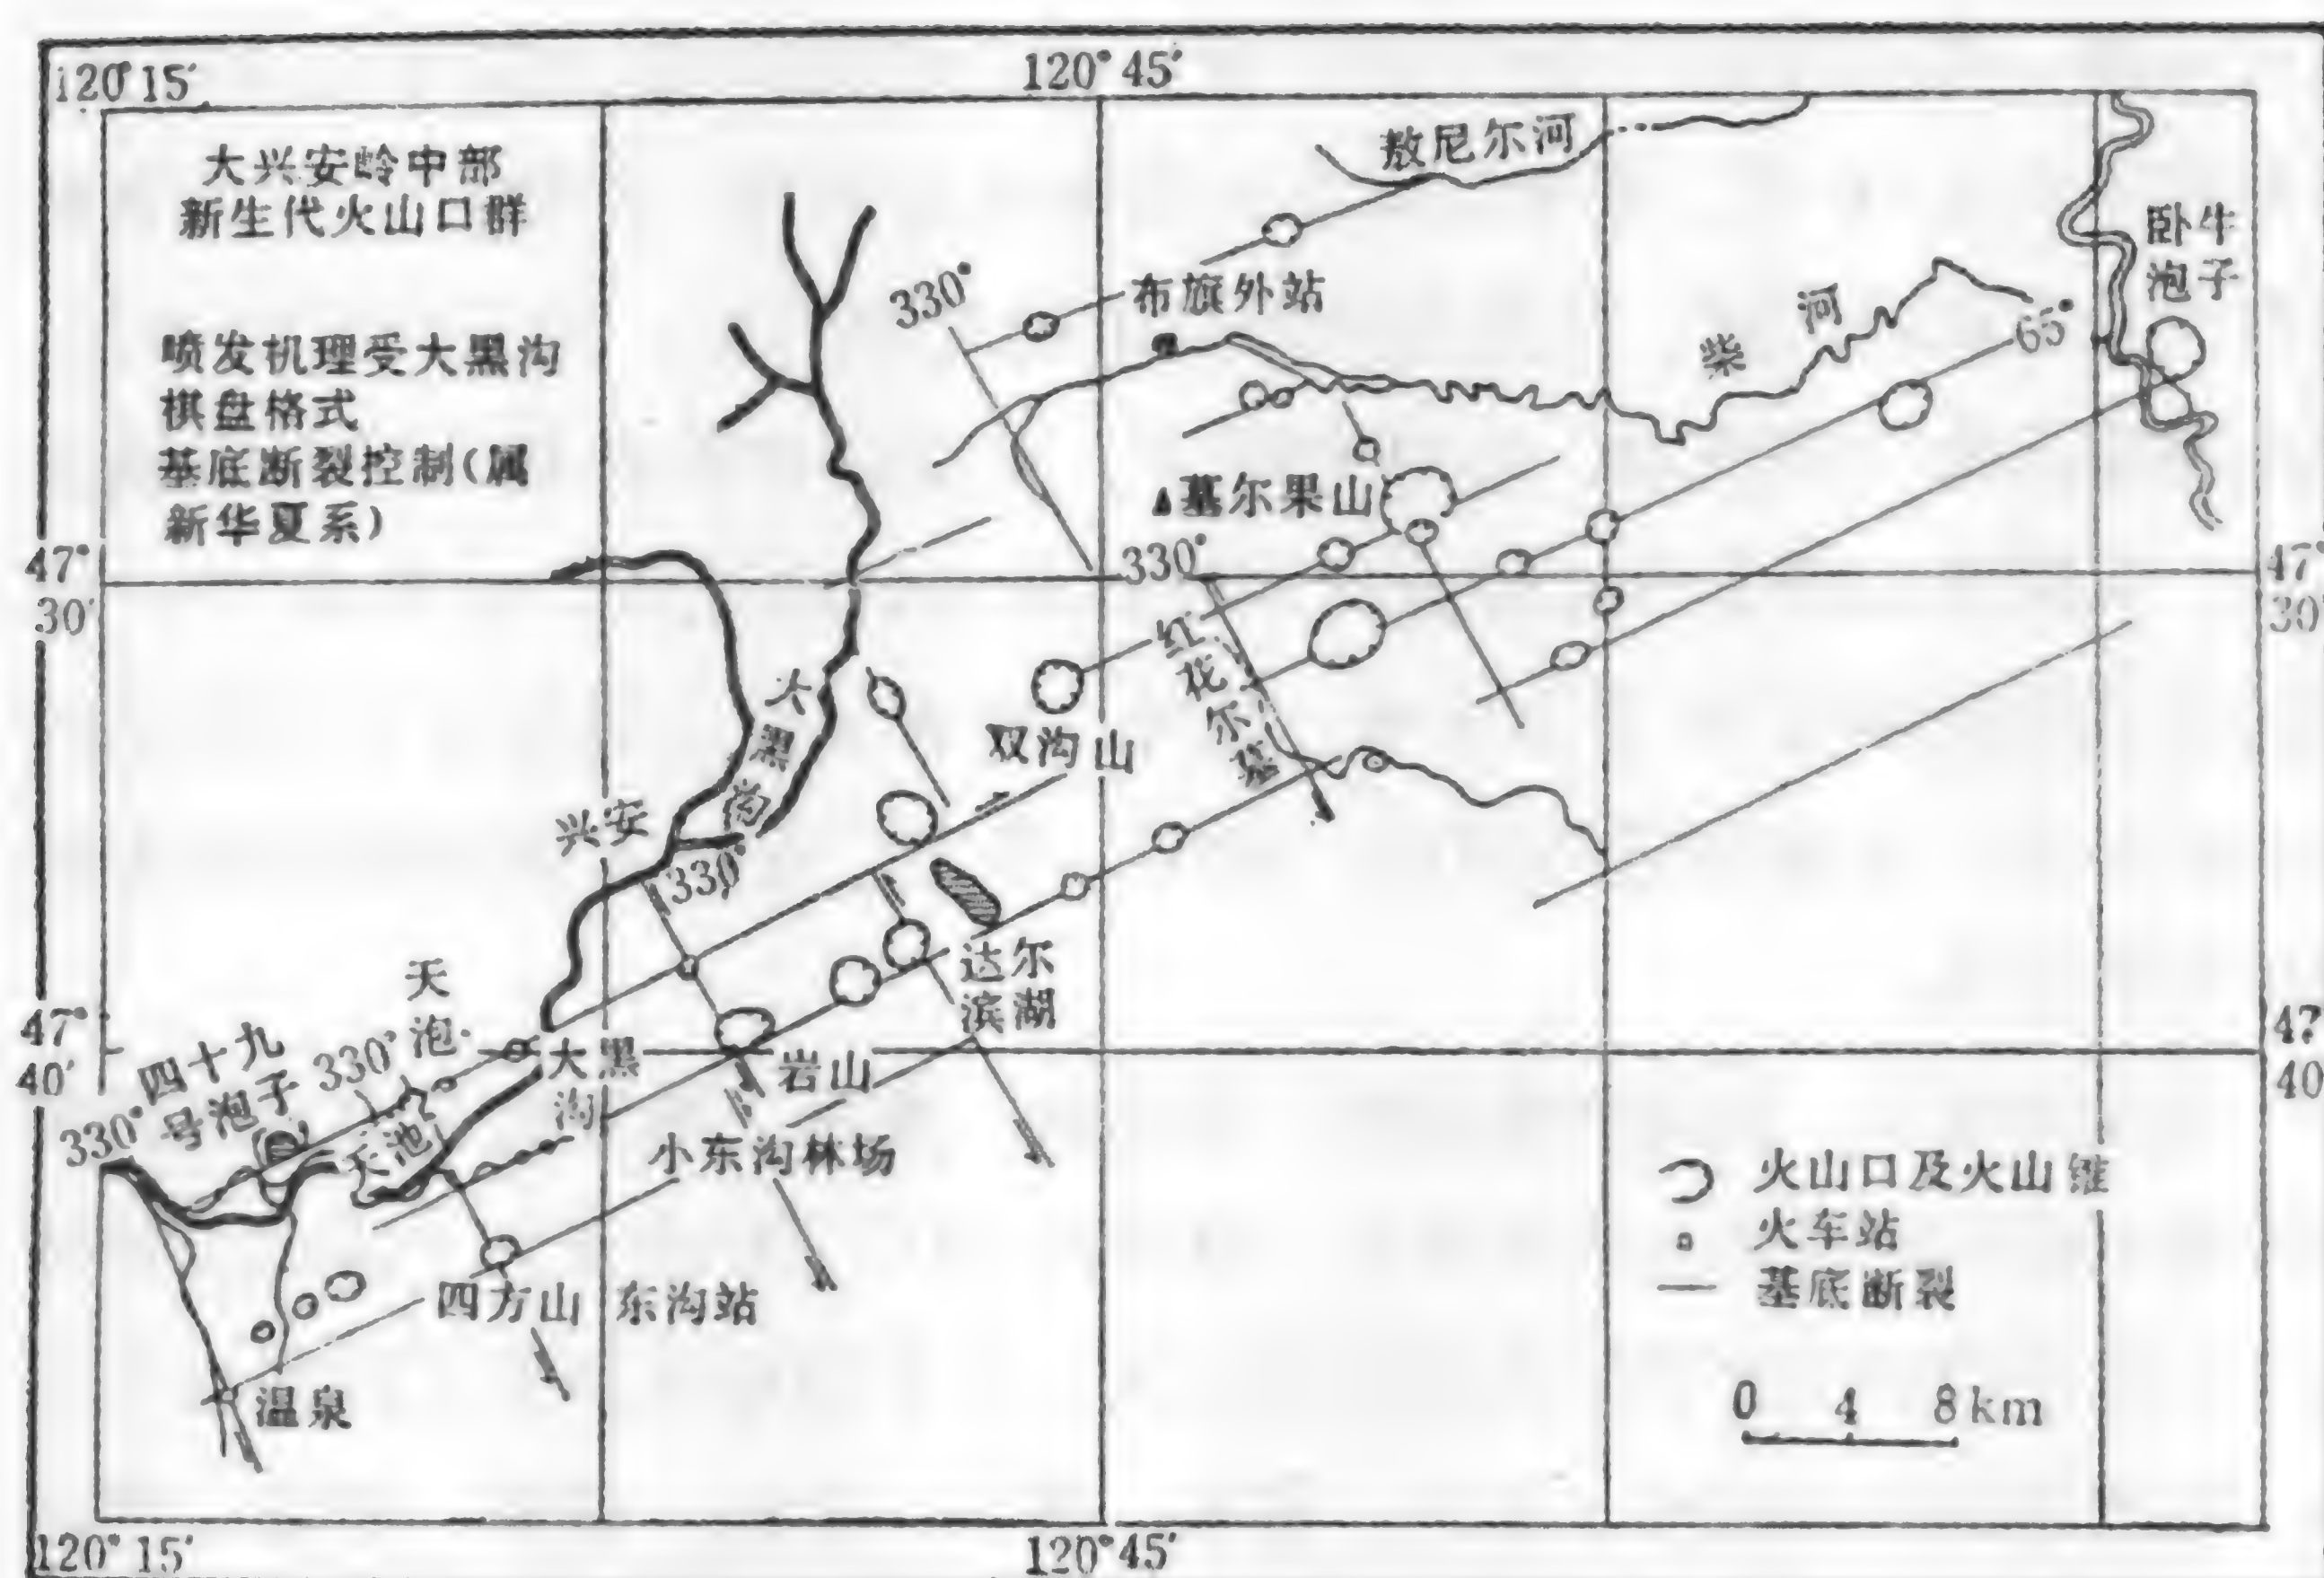 120°15′
120°45′
大兴安岭中部
新生代火山口群
喷发机理受大黑沟
棋盘格式
基底断裂控制(属
新华夏系)
敖尼尔河
卧牛
泡子
330°
布旗外站
柴河
65°
墓尔果山
47°
30′
330°
47°
30′
红花尔墓
大黑沟
双沟山
兴安
330°
达尔
滨湖
天泡
47°
40′
四十九
号泡子
330°
330°
天池
大黑
沟
岩山
小东沟林场
47
40
四方山
东沟站
温泉
火山口及火山锥
火车站
基底断裂
0 4 8km
120°15′
120°45′